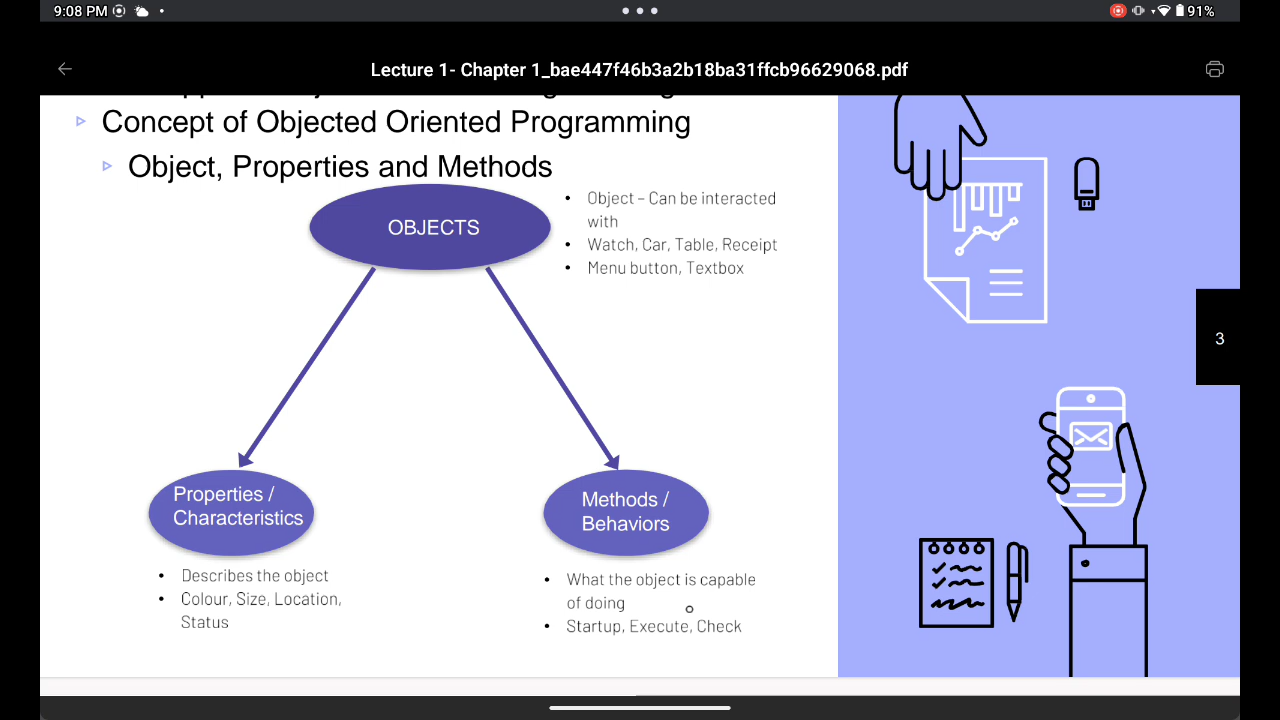 9:08 PM
91%
Lecture 1- Chapter 1_bae447f46b3a2b18ba31ffcb96629068.pdf
Concept of Objected Oriented Programming
Object, Properties and Methods
OBJECTS
• Object – Can be interacted
with
• Watch, Car, Table, Receipt
• Menu button, Textbox
3
Properties /
Characteristics
• Describes the object
• Colour, Size, Location,
Status
Methods /
Behaviors
• What the object is capable
of doing
• Startup, Execute, Check